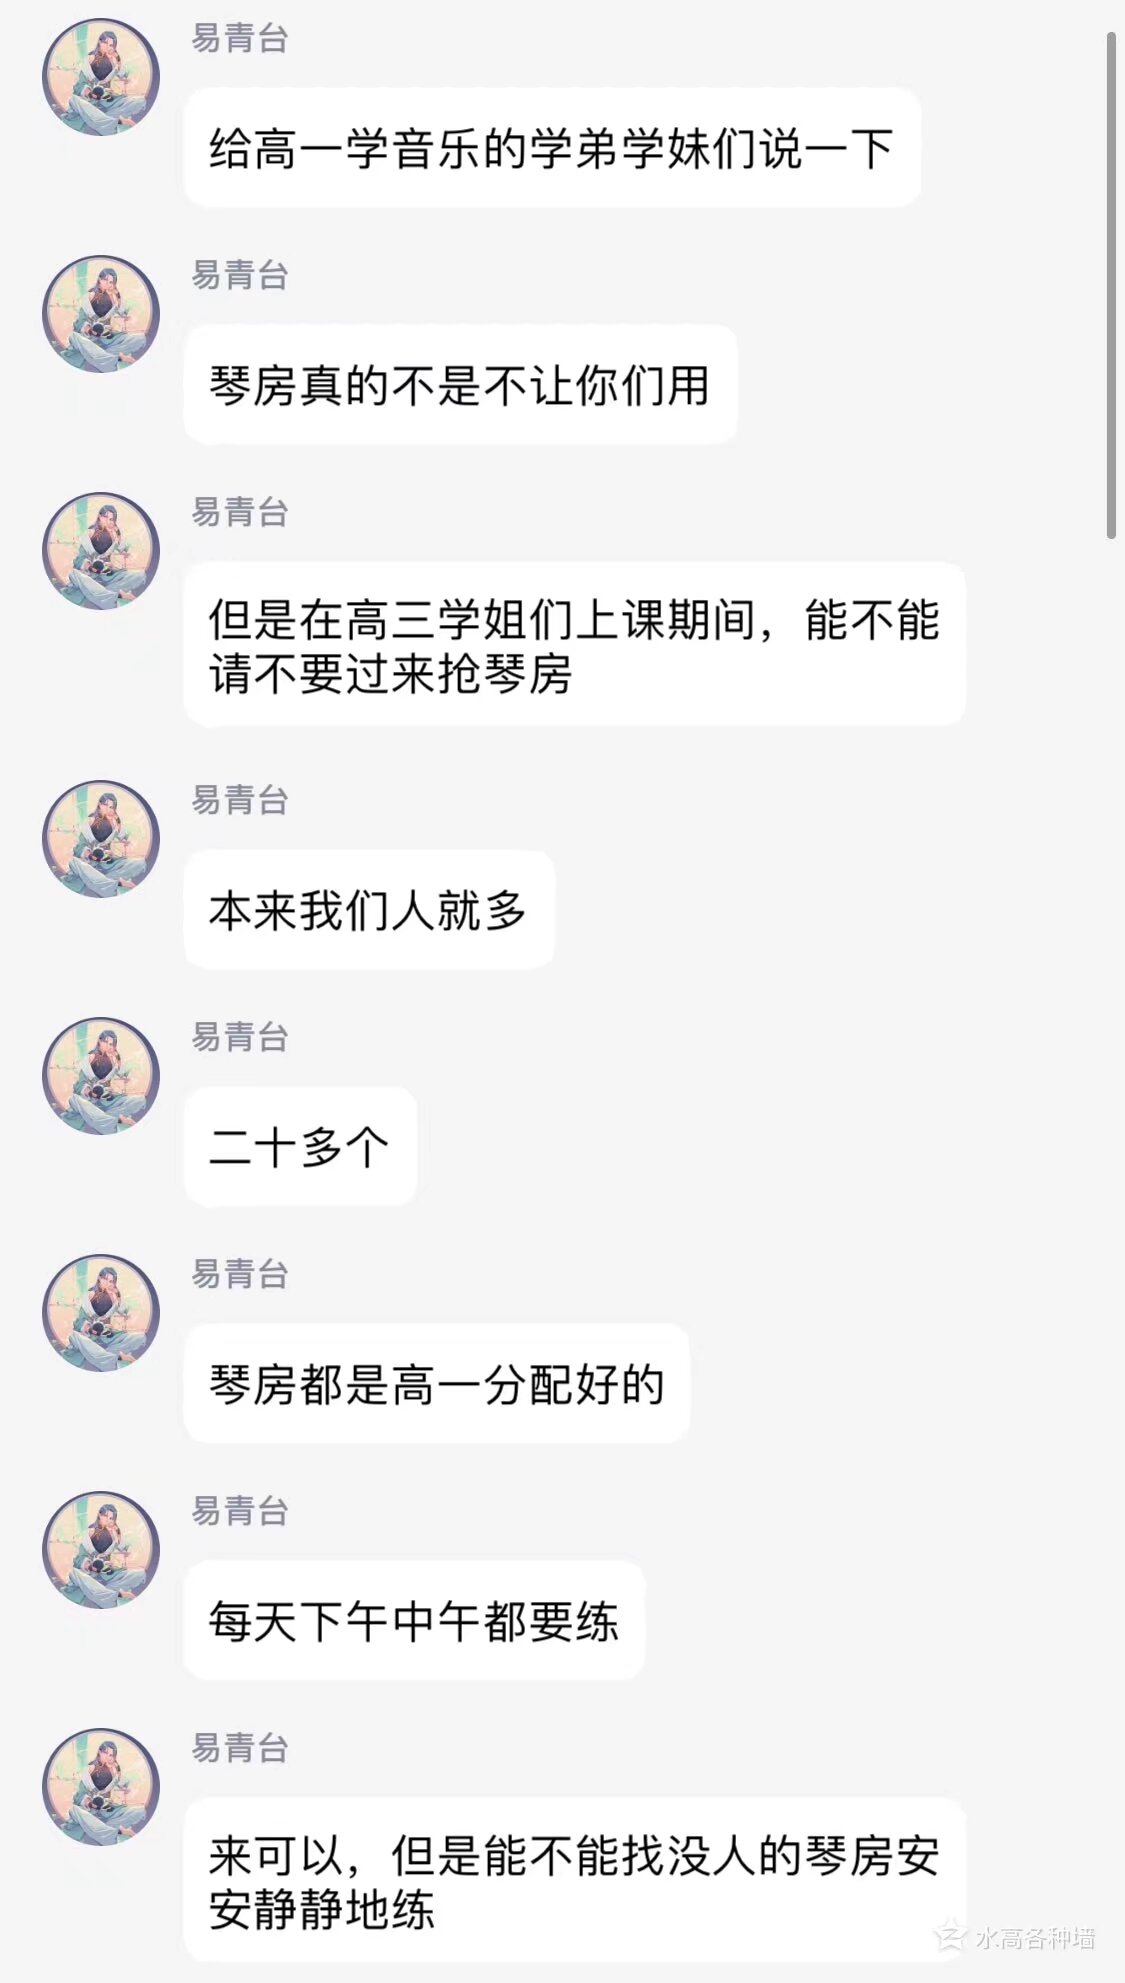 易青台
给高一学音乐的学弟学妹们说一下
易青台
琴房真的不是不让你们用
易青台
但是在高三学姐们上课期间，能不能
请不要过来抢琴房
易青台
本来我们人就多
易青台
二十多个
易青台
琴房都是高一分配好的
易青台
每天下午中午都要练
易青台
来可以，但是能不能找没人的琴房安
安静静地练
水高各种墙